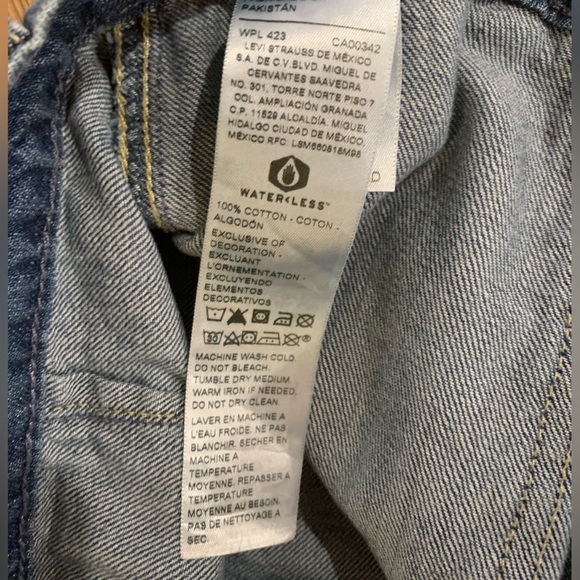 PAKISTÁN
WPL 423 CA00342
LEVI STRAUSS DE MÉXICO
S.A. DE C.V.BLVD. MIGUEL DE
CERVANTES SAAVEDRA
NO. 301, TORRE NORTE PISO 7
COL. AMPLIACIÓN GRANADA
C.P. 11529 ALCALDÍA. MIGUEL
HIDALGO CIUDAD DE MÉXICO,
MÉXICO RFC: LSM860818M98
D
WATER<LESS™
100% COTTON - COTON -
ALGODÓN
EXCLUSIVE OF
DECORATION -
EXCLUANT
L'ORNEMENTATION -
EXCLUYENDO
ELEMENTOS
DECORATIVOS
30
MACHINE WASH COLD.
DO NOT BLEACH.
TUMBLE DRY MEDIUM.
WARM IRON IF NEEDED.
DO NOT DRY CLEAN.
LAVER EN MACHINE A
L'EAU FROIDE. NE PAS
BLANCHIR. SECHER EN
MACHINE A
TEMPERATURE
MOYENNE. REPASSER A
TEMPERATURE
MOYENNE AU BESOIN.
PAS DE NETTOYAGE A
SEC.